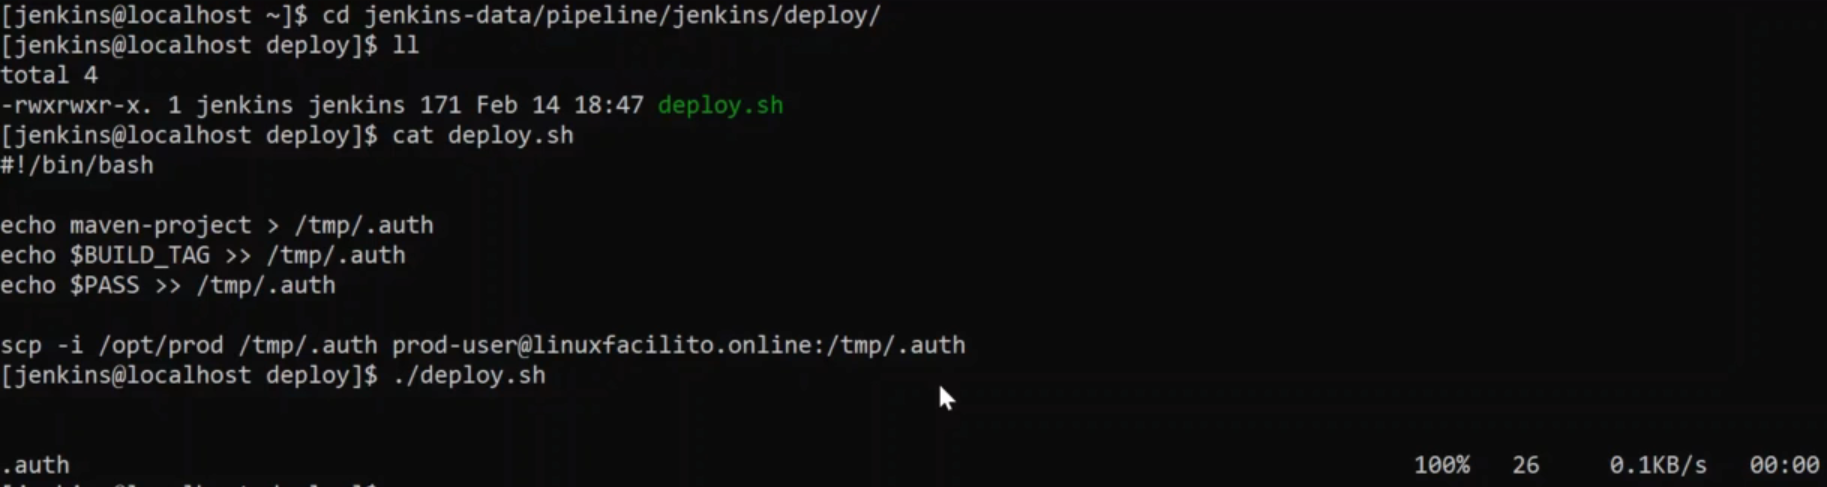 [jenkins@localhost ~]$ cd jenkins-data/pipeline/jenkins/deploy/
[jenkins@localhost deploy]$ ll
total 4
-rwxrwxr-x. 1 jenkins jenkins 171 Feb 14 18:47 deploy.sh
[jenkins@localhost deploy]$ cat deploy.sh
#!/bin/bash
echo maven-project > /tmp/.auth
echo $BUILD_TAG >> /tmp/.auth
echo $PASS >> /tmp/.auth
scp -i /opt/prod /tmp/.auth prod-user@linuxfacilito.online:/tmp/.auth
[jenkins@localhost deploy]$ ./deploy.sh
.auth 100% 26 0.1KB/s 00:00